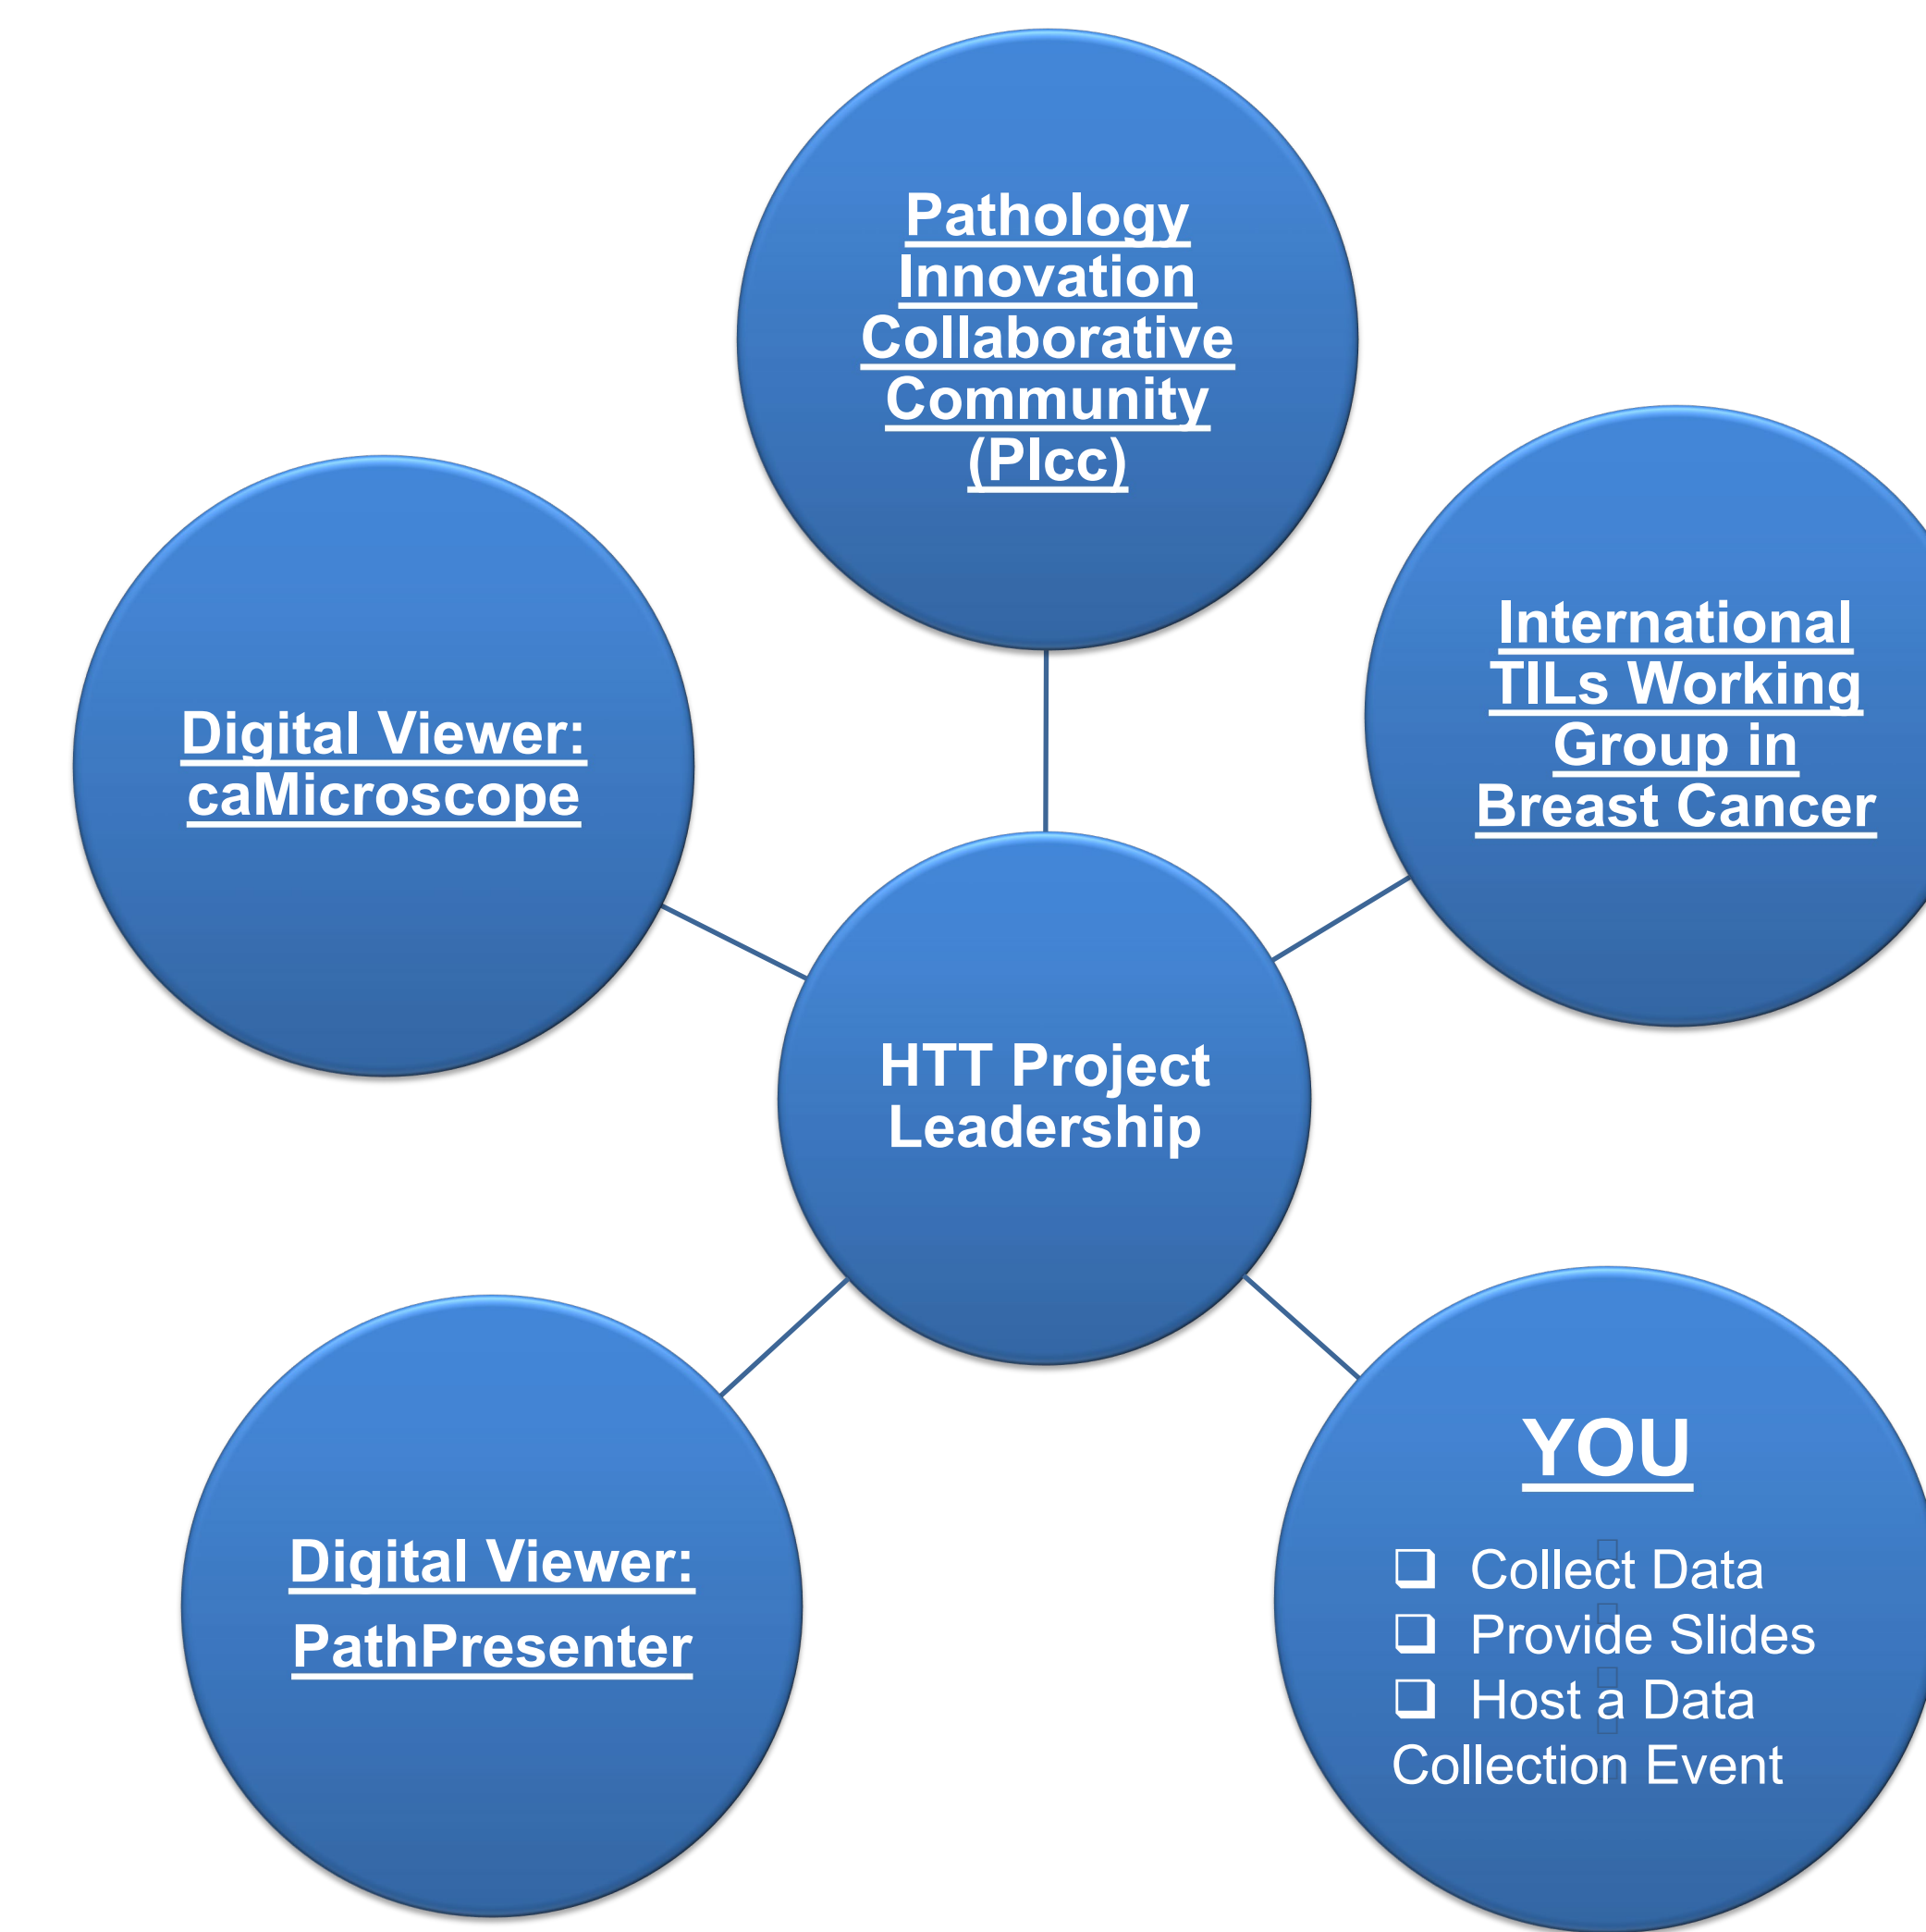 Pathology
Innovation
Collaborative
Community
(PIcc)
International
TILs Working
Group in
Breast Cancer
Digital Viewer:
caMicroscope
HTT Project
Leadership
Digital Viewer:
PathPresenter
YOU
❑ Collect Data
❑ Provide Slides
❑ Host a Data
Collection Event